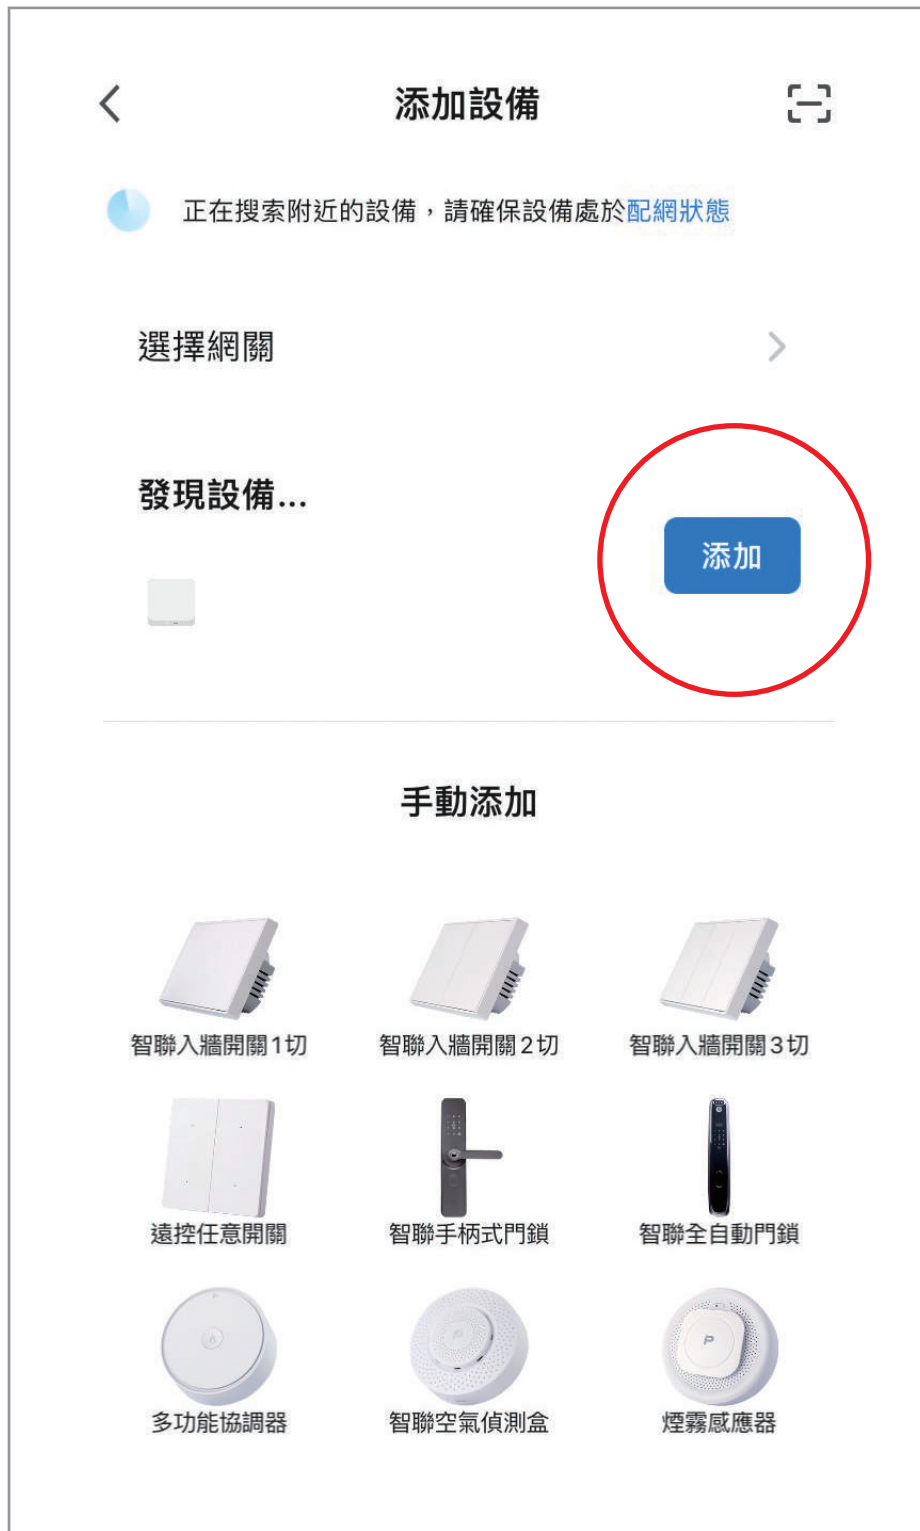 添加設備
正在搜索附近的設備，請確保設備處於配網狀態
選擇網關
發現設備...
添加
手動添加
智聯入牆開關1切
智聯入牆開關2切
智聯入牆開關3切
遠控任意開關
智聯手柄式門鎖
智聯全自動門鎖
多功能協調器
智聯空氣偵測盒
煙霧感應器